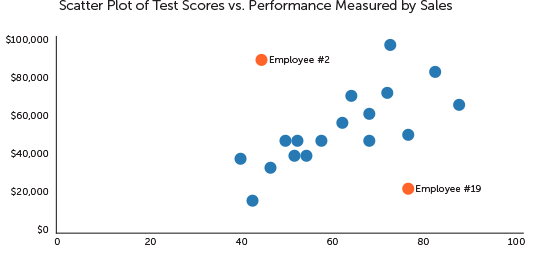 Scatter Plot of Test Scores vs. Performance Measured by Sales
$100,000
Employee #2
$80,000
$60,000
$40,000
$20,000
Employee #19
$0
0 20 40 60 80 100